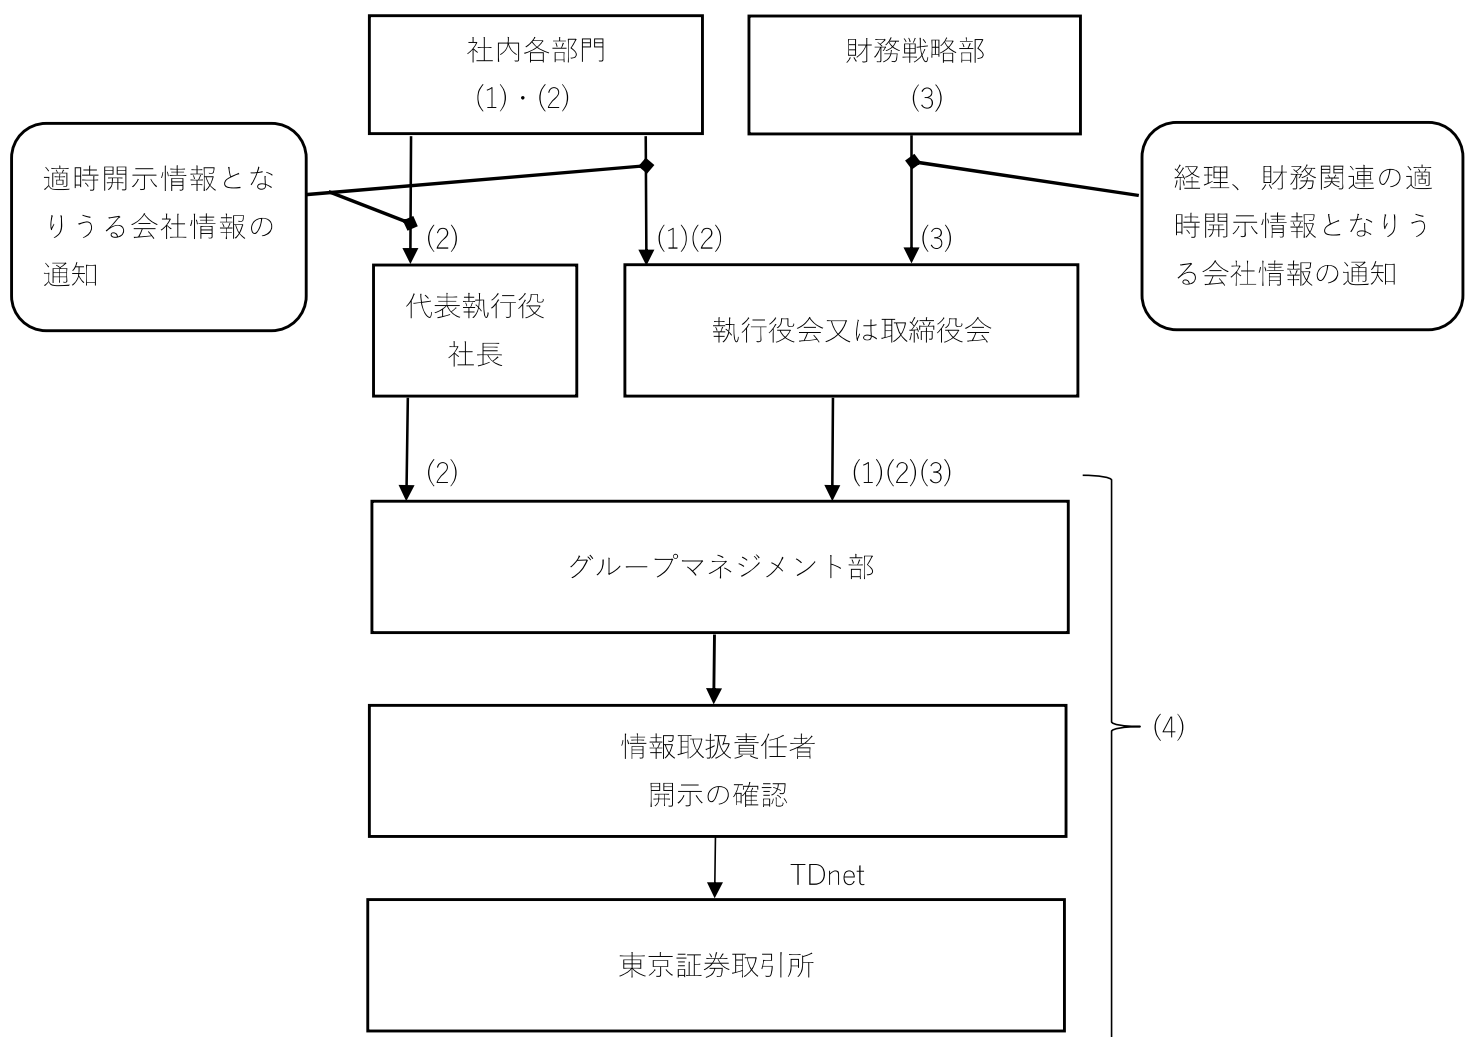 社内各部門
(1)・(2)
財務戦略部
(3)
適時開示情報とな
りうる会社情報の
通知
経理、財務関連の適
時開示情報となりう
る会社情報の通知
(2)
(1)(2)
(3)
代表執行役
社長
執行役会又は取締役会
(2)
(1)(2)(3)
グループマネジメント部
情報取扱責任者
開示の確認
(4)
TDnet
東京証券取引所